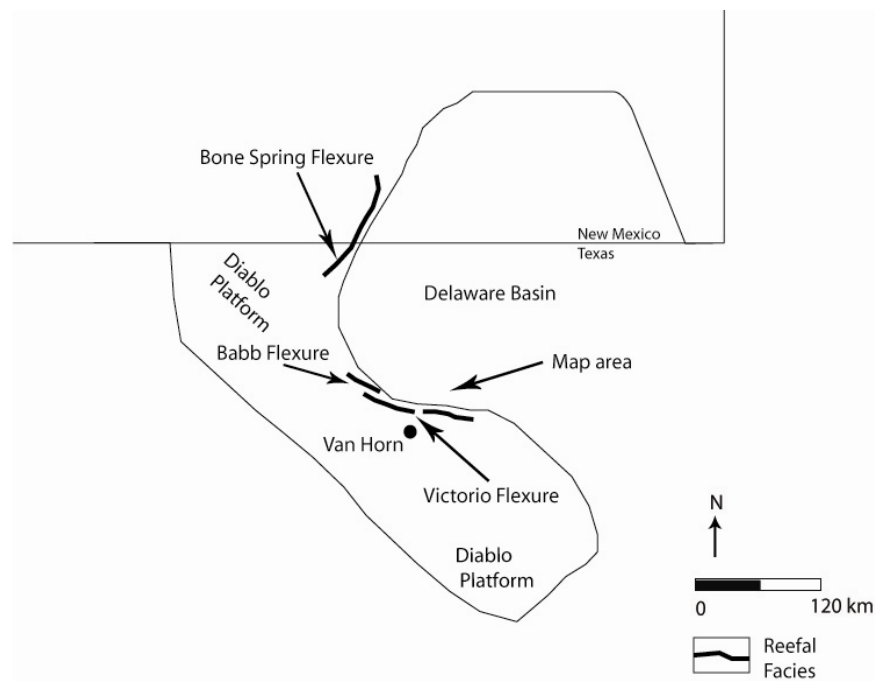 Bone Spring Flexure
New Mexico
Texas
Diablo
Platform
Delaware Basin
Babb Flexure
Map area
Van Horn
Victorio Flexure
Diablo
Platform
N
0 120 km
Reefal
Facies